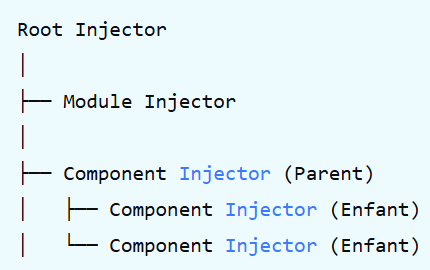 Root Injector
│
├── Module Injector
│
├── Component Injector (Parent)
│   ├── Component Injector (Enfant)
│   └── Component Injector (Enfant)